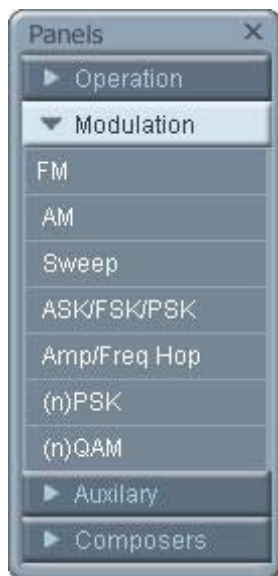 Panels
Operation
Modulation
FM
AM
Sweep
ASK/FSK/PSK
Amp/Freq Hop
(n)PSK
(n)QAM
Auxilary
Composers